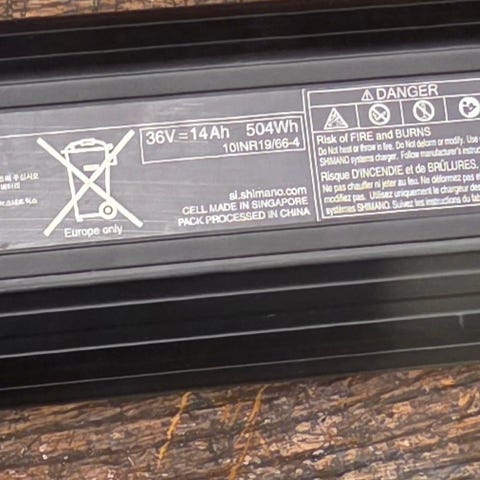 Europe only
36V⎓14Ah 504Wh
10INR19/66-4
si.shimano.com
CELL MADE IN SINGAPORE
PACK PROCESSED IN CHINA
⚠DANGER
Risk of FIRE and BURNS
Do Not heat or throw in fire. Do Not deform or modify. Use
SHIMANO systems charger. Follow manufacturer's
Risque D'INCENDIE et de BRÛLURES.
Ne pas chauffer ni jeter au feu. Ne déformez pas et
modifiez pas. Utilisez uniquement le chargeur des
systèmes SHIMANO. Suivez les instructions du